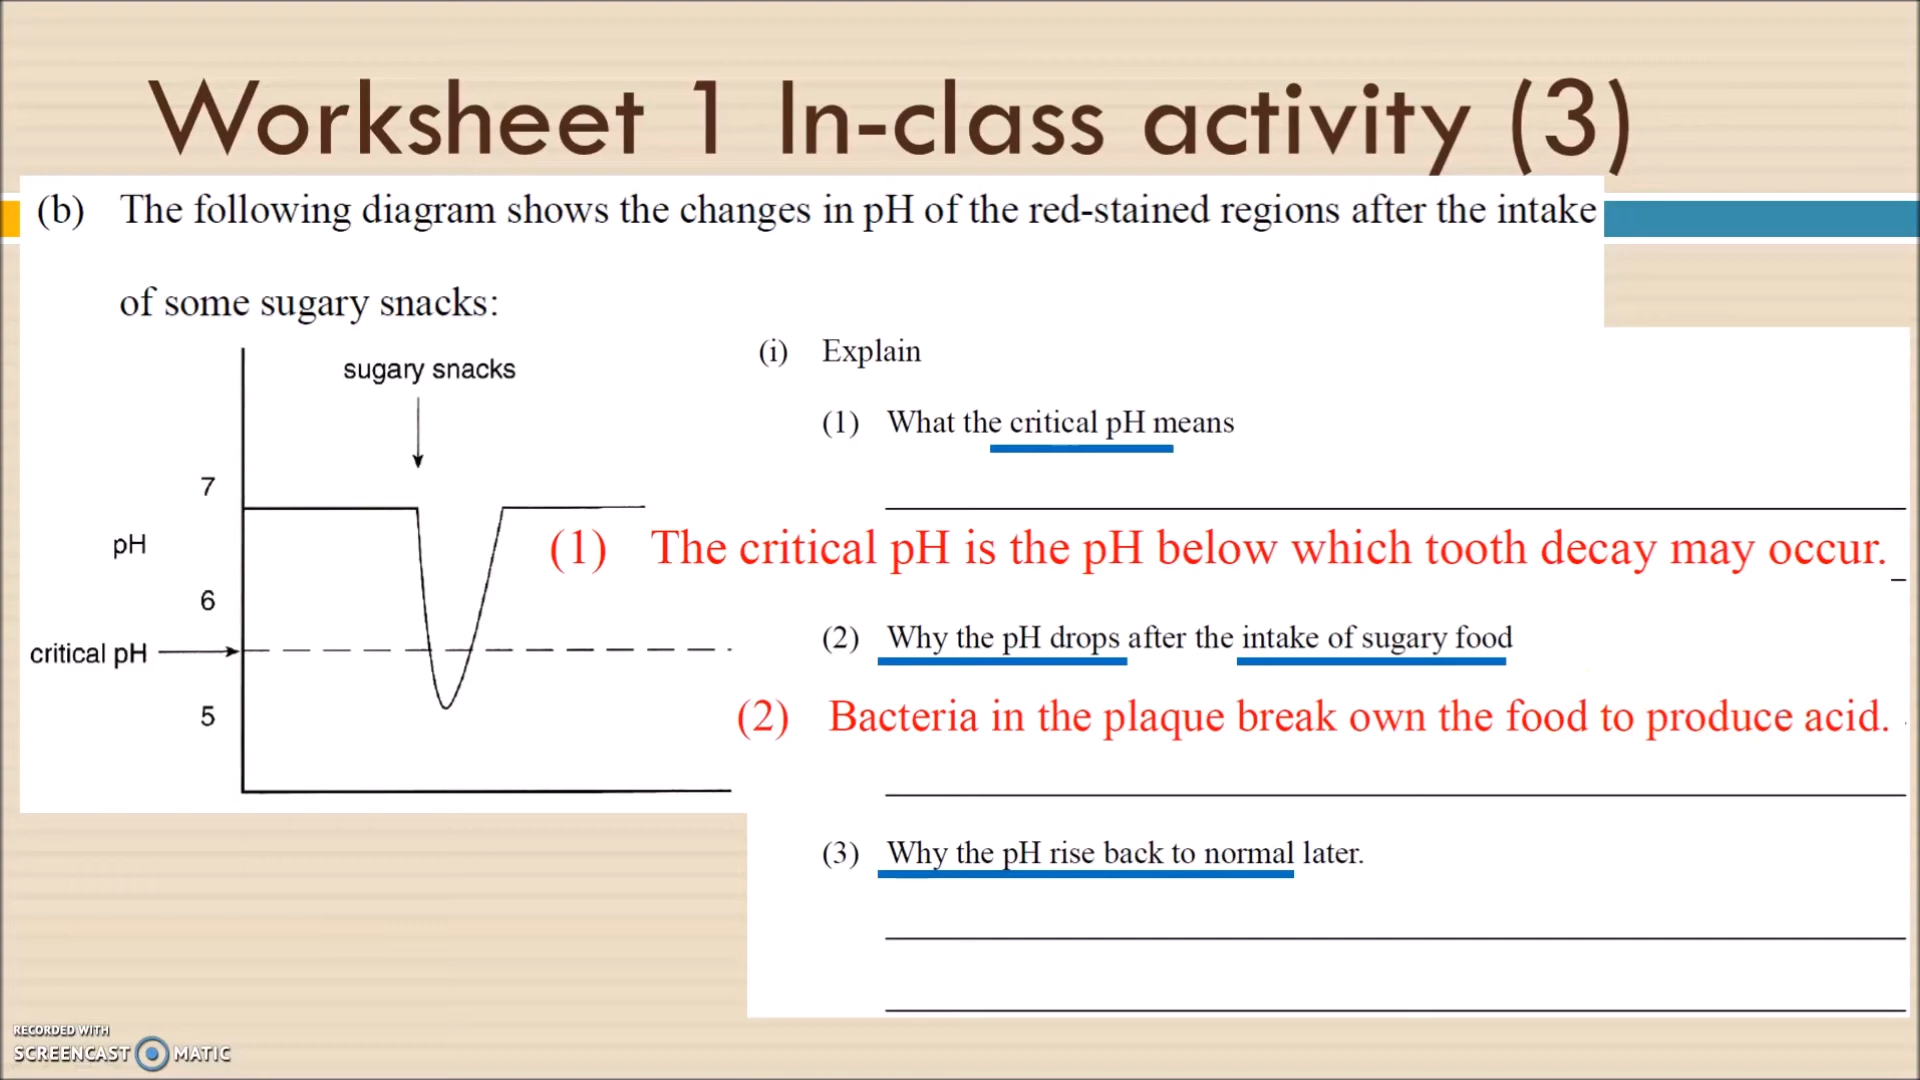 Worksheet 1 In-class activity (3)
(b) The following diagram shows the changes in pH of the red-stained regions after the intake
of some sugary snacks:
sugary snacks
7
pH
6
critical pH
5
(i) Explain
(1) What the critical pH means
(1) The critical pH is the pH below which tooth decay may occur.
(2) Why the pH drops after the intake of sugary food
(2) Bacteria in the plaque break own the food to produce acid.
(3) Why the pH rise back to normal later.
RECORDED WITH
SCREENCAST MATIC